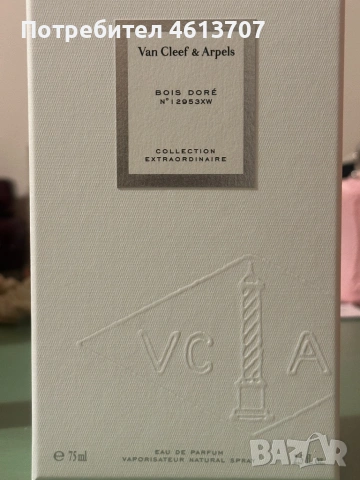 Потребител 4613707
Van Cleef & Arpels
BOIS DORÉ
N° 12953XW
COLLECTION
EXTRAORDINAIRE
VC A
℮ 75 ml
EAU DE PARFUM
VAPORISATEUR NATURAL SPRAY
BAZAR